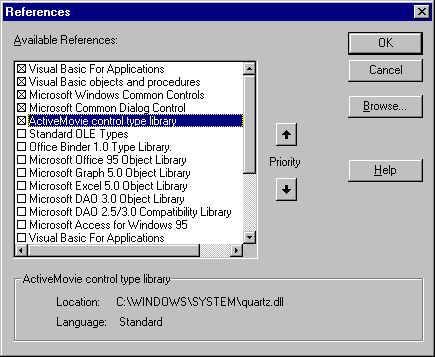 References
Available References:
Visual Basic For Applications
Visual Basic objects and procedures
Microsoft Windows Common Controls
Microsoft Common Dialog Control
ActiveMovie control type library
Standard OLE Types
Office Binder 1.0 Type Library.
Microsoft Office 95 Object Library
Microsoft Graph 5.0 Object Library
Microsoft Excel 5.0 Object Library
Microsoft DAO 3.0 Object Library
Microsoft DAO 2.5/3.0 Compatibility Library
Microsoft Access for Windows 95
Visual Basic For Applications
Priority
OK
Cancel
Browse...
Help
ActiveMovie control type library
Location: C:\WINDOWS\SYSTEM\quartz.dll
Language: Standard